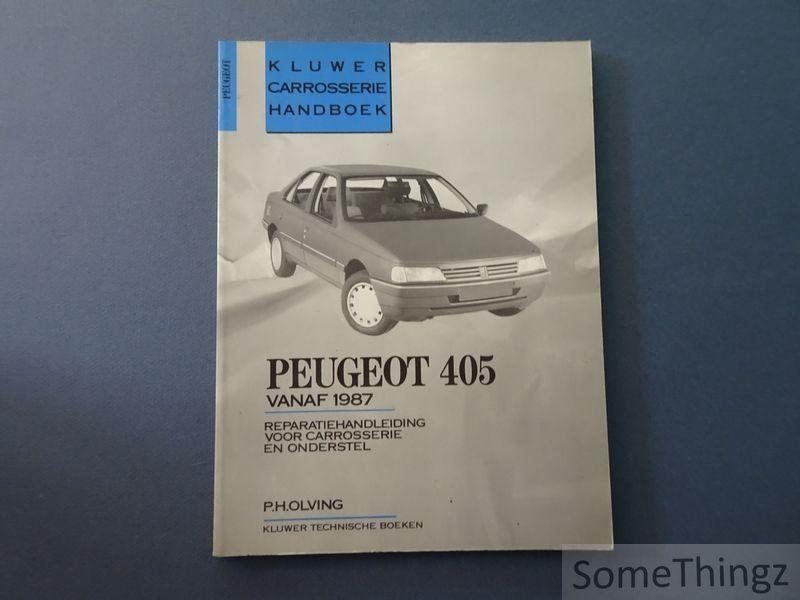 PEUGEOT
KLUWER
CARROSSERIE
HANDBOEK
PEUGEOT 405
VANAF 1987
REPARATIEHANDLEIDING
VOOR CARROSSERIE
EN ONDERSTEL
P.H.OLVING
KLUWER TECHNISCHE BOEKEN
SomeThingz